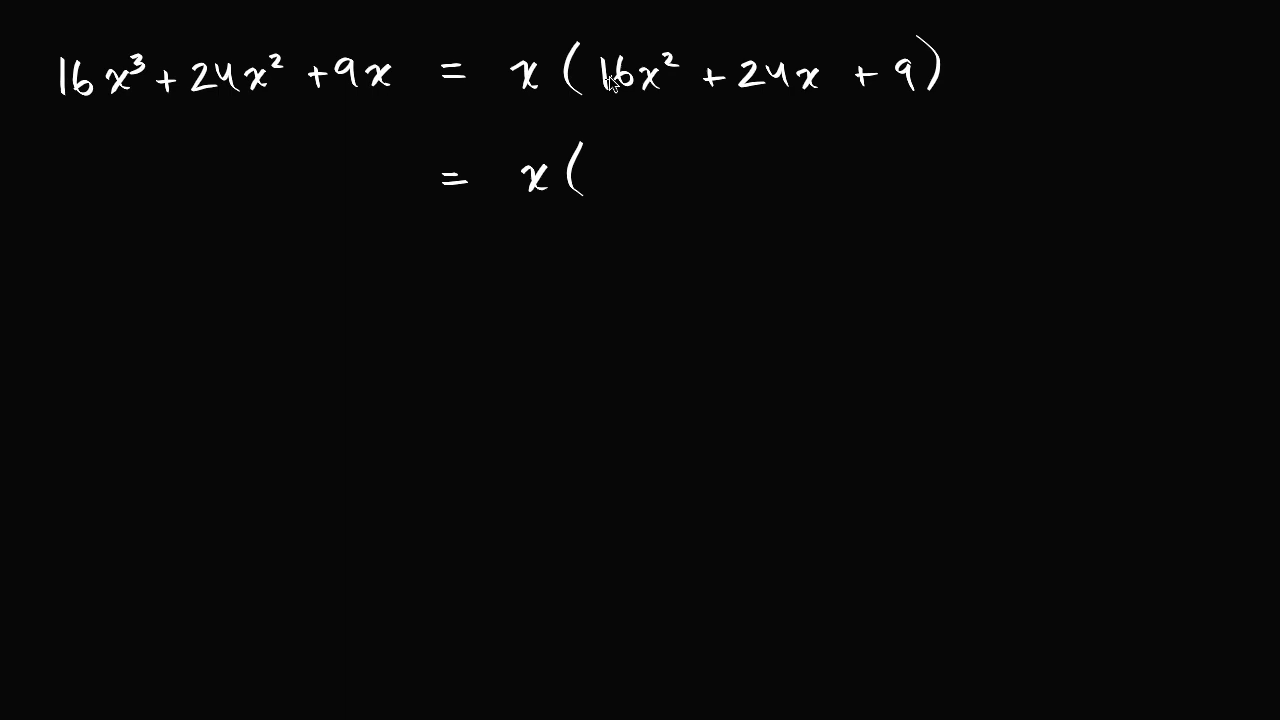 16x³ + 24x² + 9x = x ( 16x² + 24x + 9 )
= x (